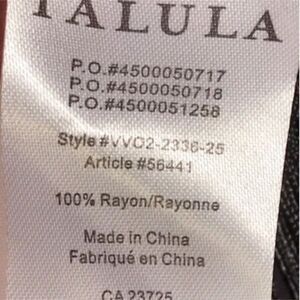 TALULA
P.O.#4500050717
P.O.#4500050718
P.O.#4500051258
Style #VVO2-2336-25
Article #56441
100% Rayon/Rayonne
Made in China
Fabriqué en China
CA 23725